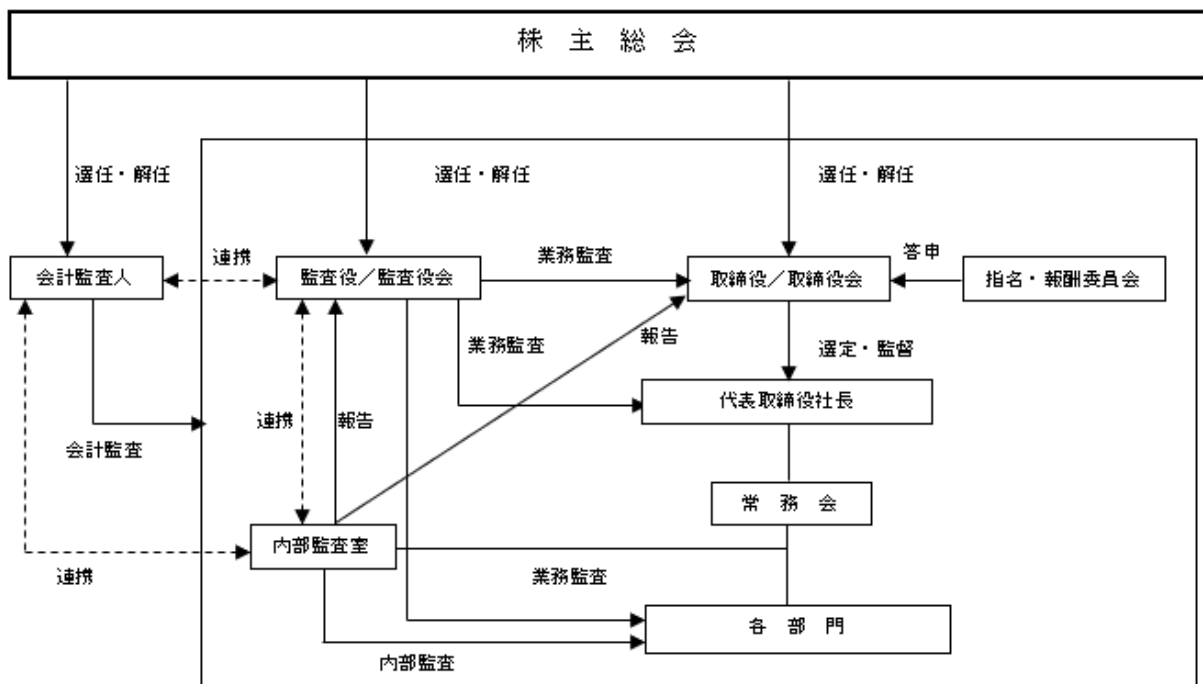 株 主 総 会
選任・解任
選任・解任
選任・解任
連携
業務監査
答申
会計監査人
監査役／監査役会
取締役／取締役会
指名・報酬委員会
報告
業務監査
選定・監督
代表取締役社長
連携
報告
会計監査
常 務 会
内部監査室
連携
業務監査
各 部 門
内部監査